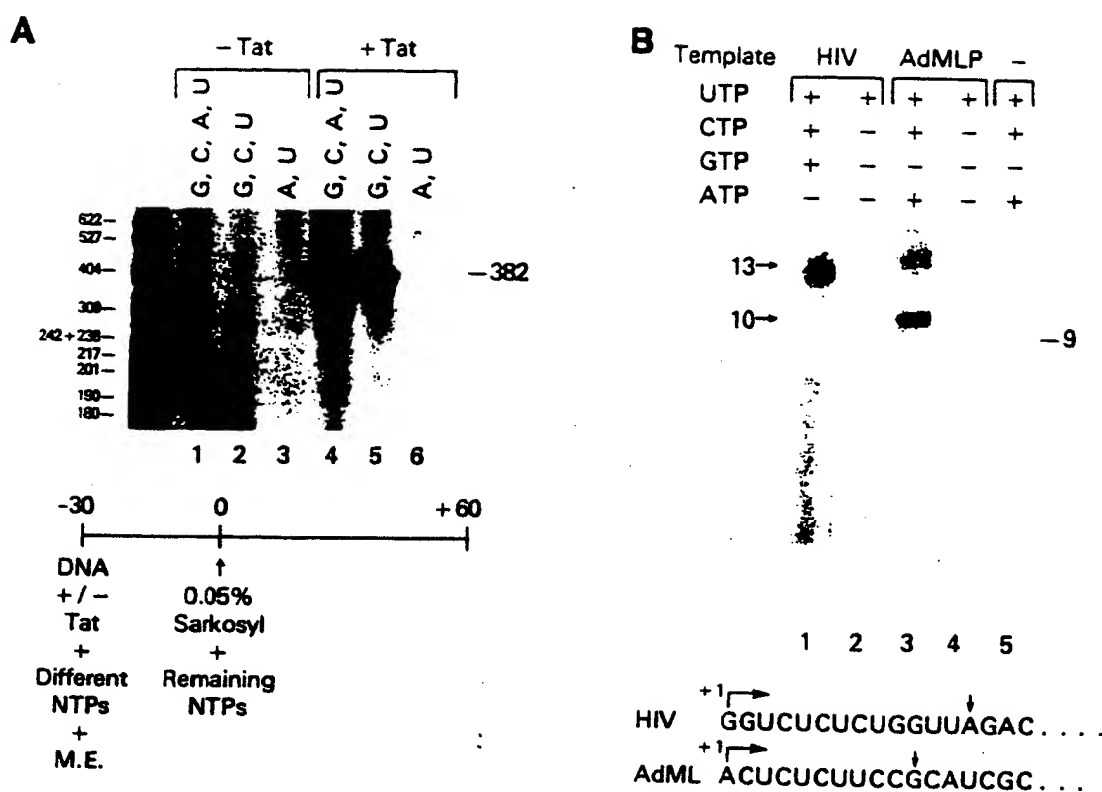 A
– Tat
+ Tat
G, C, A, U
G, C, U
A, U
G, C, A, U
G, C, U
A, U
622–
527–
404–
309–
242 + 238–
217–
201–
190–
180–
–382
1 2 3 4 5 6
-30 0 +60
DNA
+ / –
Tat
+
Different
NTPs
+
M.E.
↑
0.05%
Sarkosyl
+
Remaining
NTPs
B
Template HIV AdMLP –
UTP + + + + +
CTP + – + – +
GTP + – – – –
ATP – – + – +
13→
10→
–9
1 2 3 4 5
+1
HIV GGUCUCUCUGGUUAGAC . . . .
+1
AdML ACUCUCUUCCGCAUCGC . . .